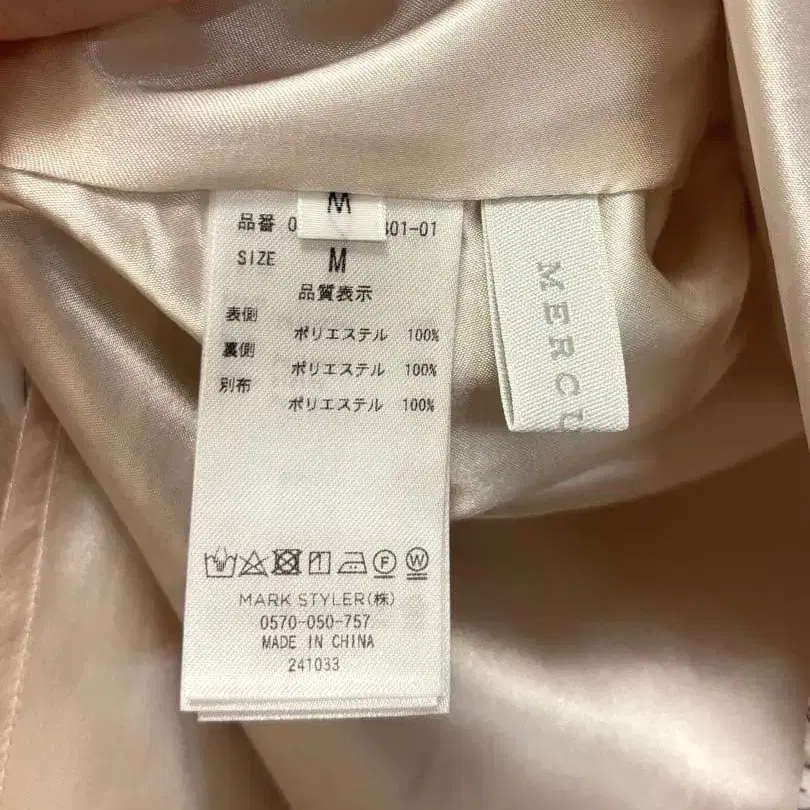 M
品番 0 801-01
SIZE M
品質表示
表側 ポリエステル 100%
裏側 ポリエステル 100%
別布 ポリエステル 100%
F W
MARK STYLER(株)
0570-050-757
MADE IN CHINA
241033
MERCU